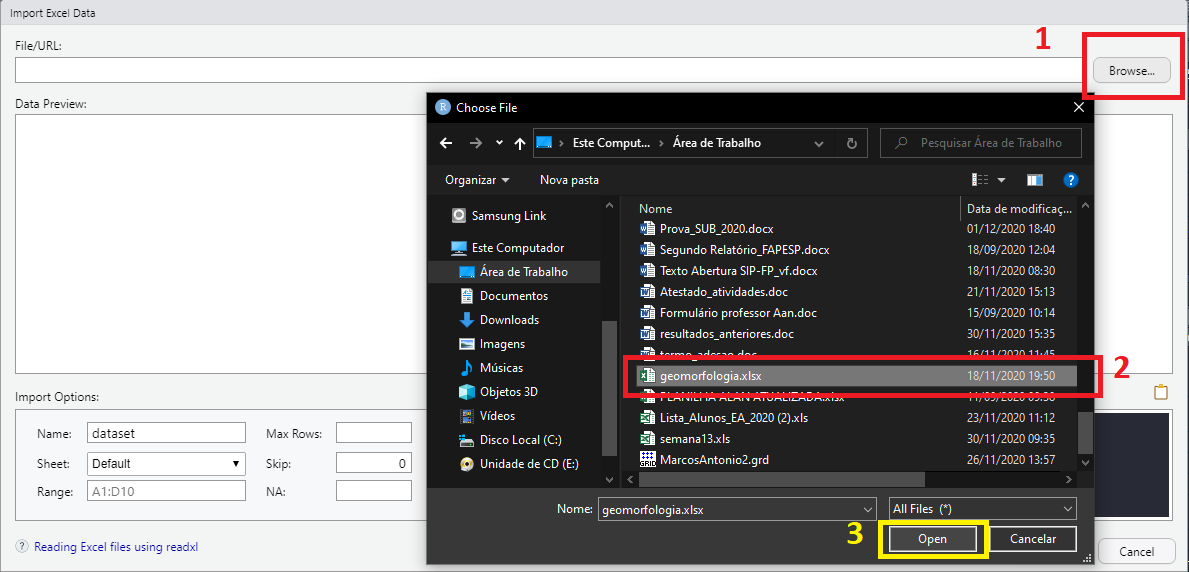 Import Excel Data
File/URL:
1
Browse...
Data Preview:
Choose File
Este Comput... Área de Trabalho
Pesquisar Área de Trabalho
Organizar
Nova pasta
?
Samsung Link
Este Computador
Área de Trabalho
Documentos
Downloads
Imagens
Músicas
Objetos 3D
Vídeos
Disco Local (C:)
Unidade de CD (E:)
Nome Data de modificaç...
Prova_SUB_2020.docx 01/12/2020 18:40
Segundo Relatório_FAPESP.docx 18/09/2020 12:04
Texto Abertura SIP-FP_vf.docx 18/11/2020 08:30
Atestado_atividades.doc 21/11/2020 15:13
Formulário professor Aan.doc 15/09/2020 10:14
resultados_anteriores.doc 30/11/2020 15:35
termo_adesao.doc 16/11/2020 11:45
geomorfologia.xlsx 18/11/2020 19:50
2
PLANILHA ALAN ATUALIZADA.xlsx
Lista_Alunos_EA_2020 (2).xls 23/11/2020 11:12
semana13.xls 30/11/2020 09:35
MarcosAntonio2.grd 26/11/2020 13:57
Nome: geomorfologia.xlsx
All Files (*)
3
Open
Cancelar
Import Options:
Name: dataset
Max Rows:
Sheet: Default
Skip: 0
Range: A1:D10
NA:
? Reading Excel files using readxl
Cancel